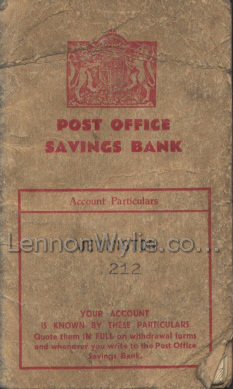 POST OFFICE
SAVINGS BANK
Account Particulars
LennonWylie.co...
212
YOUR ACCOUNT
IS KNOWN BY THESE PARTICULARS
Quote them IN FULL on withdrawal forms
and whenever you write to the Post Office
Savings Bank.